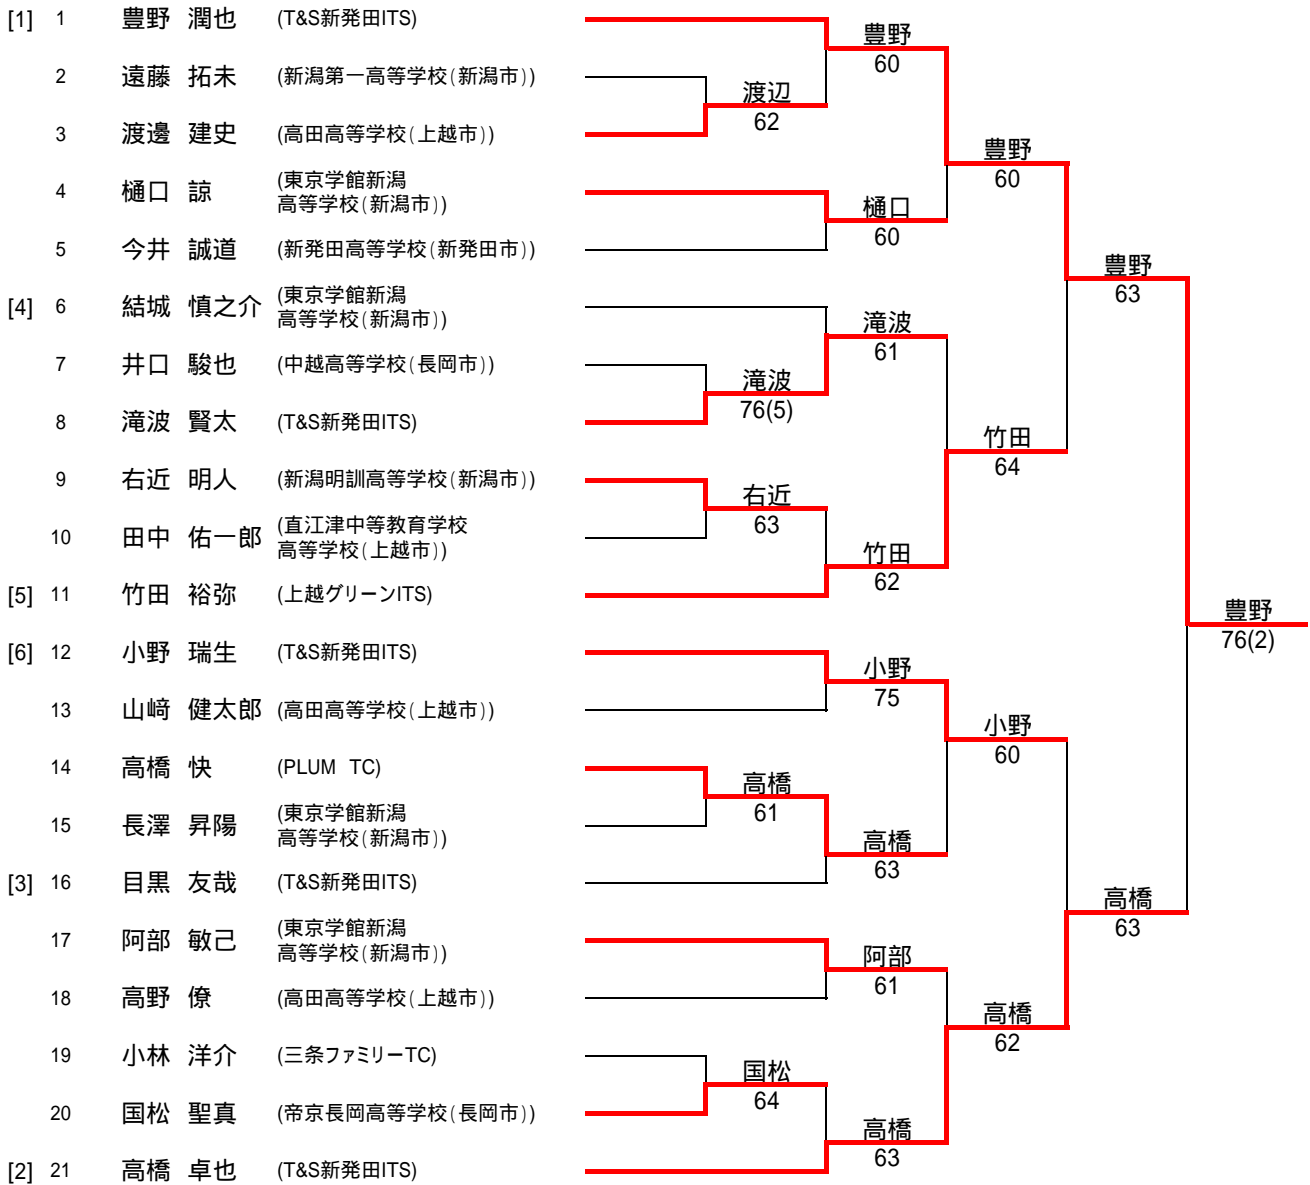 [1] 1 豊野 潤也 (T&S新発田ITS)
豊野
60
2 遠藤 拓未 (新潟第一高等学校(新潟市))
渡辺
62
3 渡邊 建史 (高田高等学校(上越市))
豊野
60
4 樋口 諒 (東京学館新潟
高等学校(新潟市))
樋口
60
5 今井 誠道 (新発田高等学校(新発田市))
豊野
63
[4] 6 結城 慎之介 (東京学館新潟
高等学校(新潟市))
滝波
61
7 井口 駿也 (中越高等学校(長岡市))
滝波
76(5)
8 滝波 賢太 (T&S新発田ITS)
竹田
64
9 右近 明人 (新潟明訓高等学校(新潟市))
右近
63
10 田中 佑一郎 (直江津中等教育学校
高等学校(上越市))
竹田
62
[5] 11 竹田 裕弥 (上越グリーンITS)
豊野
76(2)
[6] 12 小野 瑞生 (T&S新発田ITS)
小野
75
13 山﨑 健太郎 (高田高等学校(上越市))
小野
60
14 高橋 快 (PLUM TC)
高橋
61
15 長澤 昇陽 (東京学館新潟
高等学校(新潟市))
高橋
63
[3] 16 目黒 友哉 (T&S新発田ITS)
高橋
63
17 阿部 敏己 (東京学館新潟
高等学校(新潟市))
阿部
61
18 高野 僚 (高田高等学校(上越市))
高橋
62
19 小林 洋介 (三条ファミリーTC)
国松
64
20 国松 聖真 (帝京長岡高等学校(長岡市))
高橋
63
[2] 21 高橋 卓也 (T&S新発田ITS)